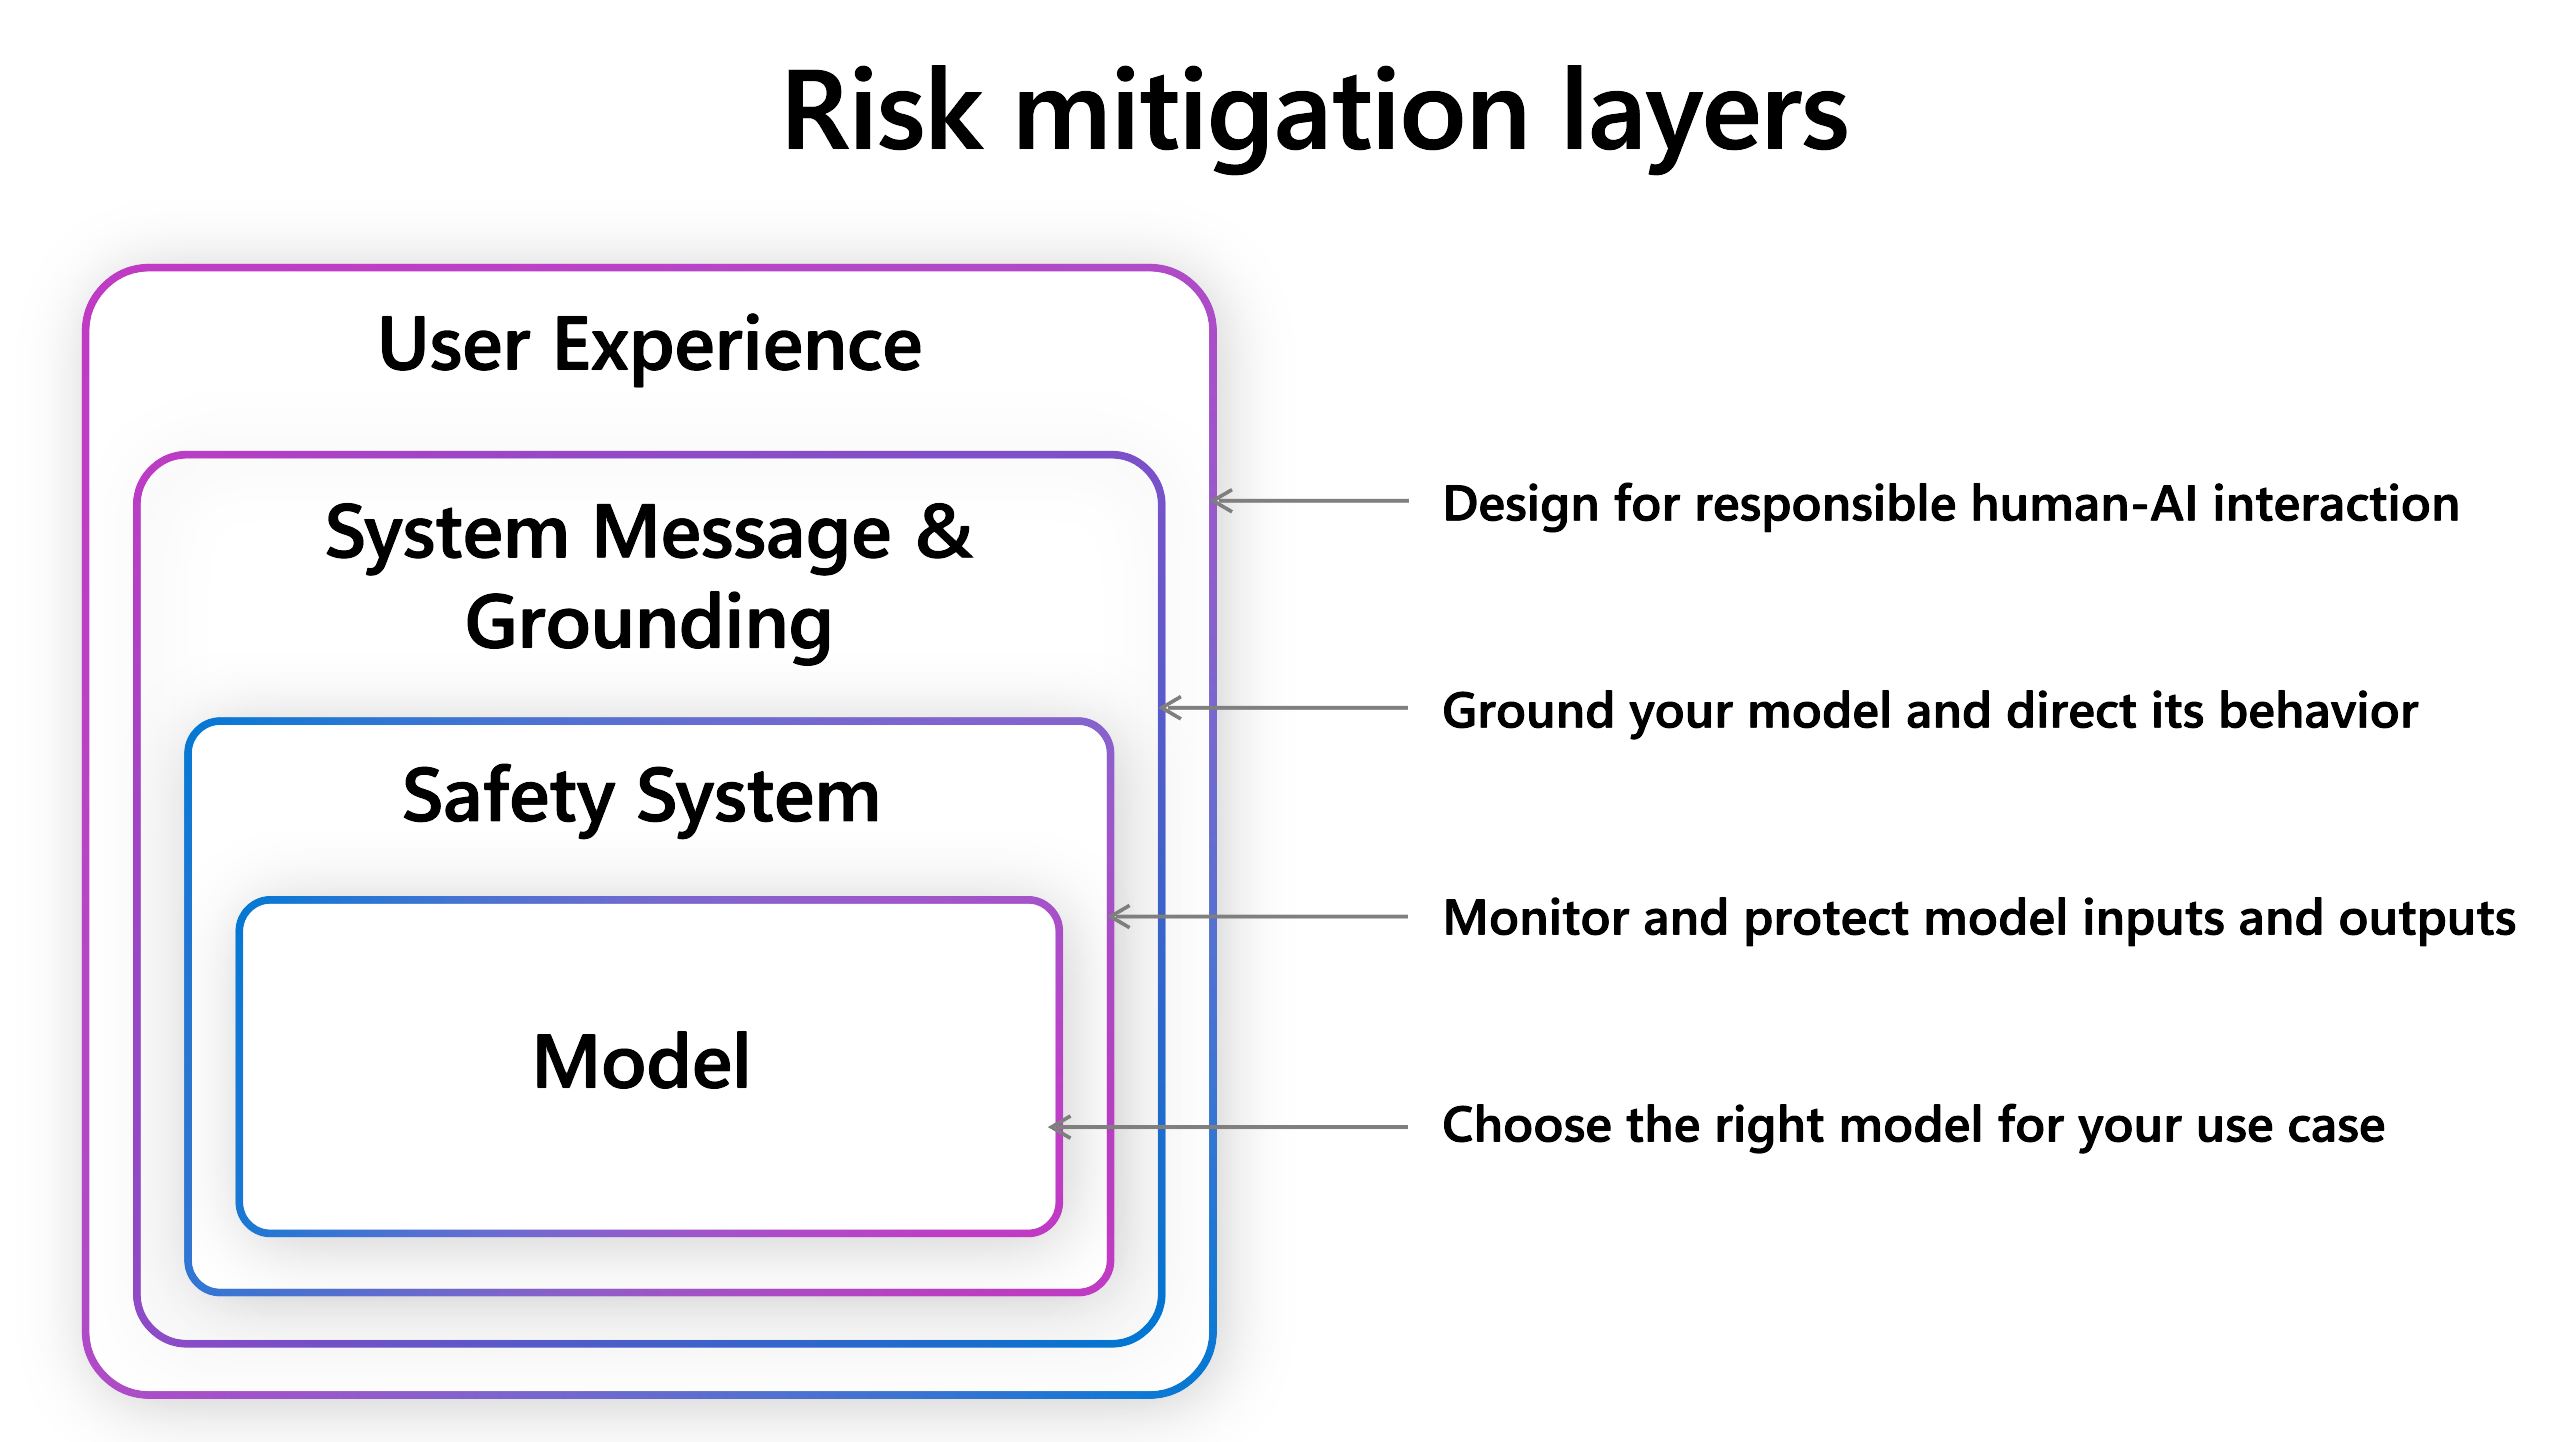 Risk mitigation layers
User Experience
Design for responsible human-AI interaction
System Message &
Grounding
Ground your model and direct its behavior
Safety System
Monitor and protect model inputs and outputs
Model
Choose the right model for your use case